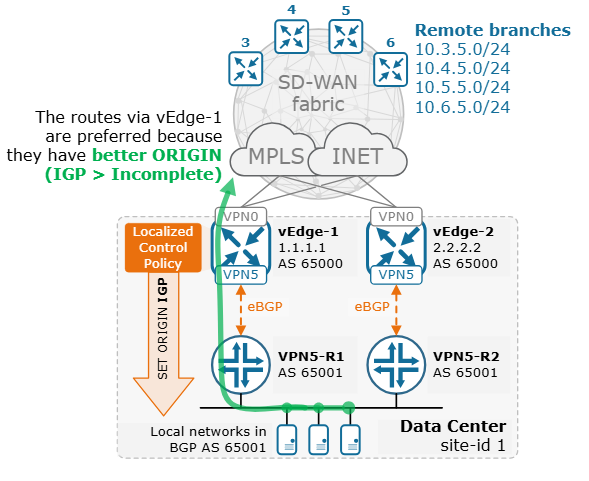 3
4
5
6
Remote branches
10.3.5.0/24
10.4.5.0/24
10.5.5.0/24
10.6.5.0/24
SD-WAN
fabric
The routes via vEdge-1
are preferred because
they have better ORIGIN
(IGP > Incomplete)
MPLS
INET
Localized
Control
Policy
SET ORIGIN IGP
VPN0
vEdge-1
1.1.1.1
AS 65000
VPN5
VPN0
vEdge-2
2.2.2.2
AS 65000
VPN5
eBGP
eBGP
VPN5-R1
AS 65001
VPN5-R2
AS 65001
Local networks in
BGP AS 65001
Data Center
site-id 1